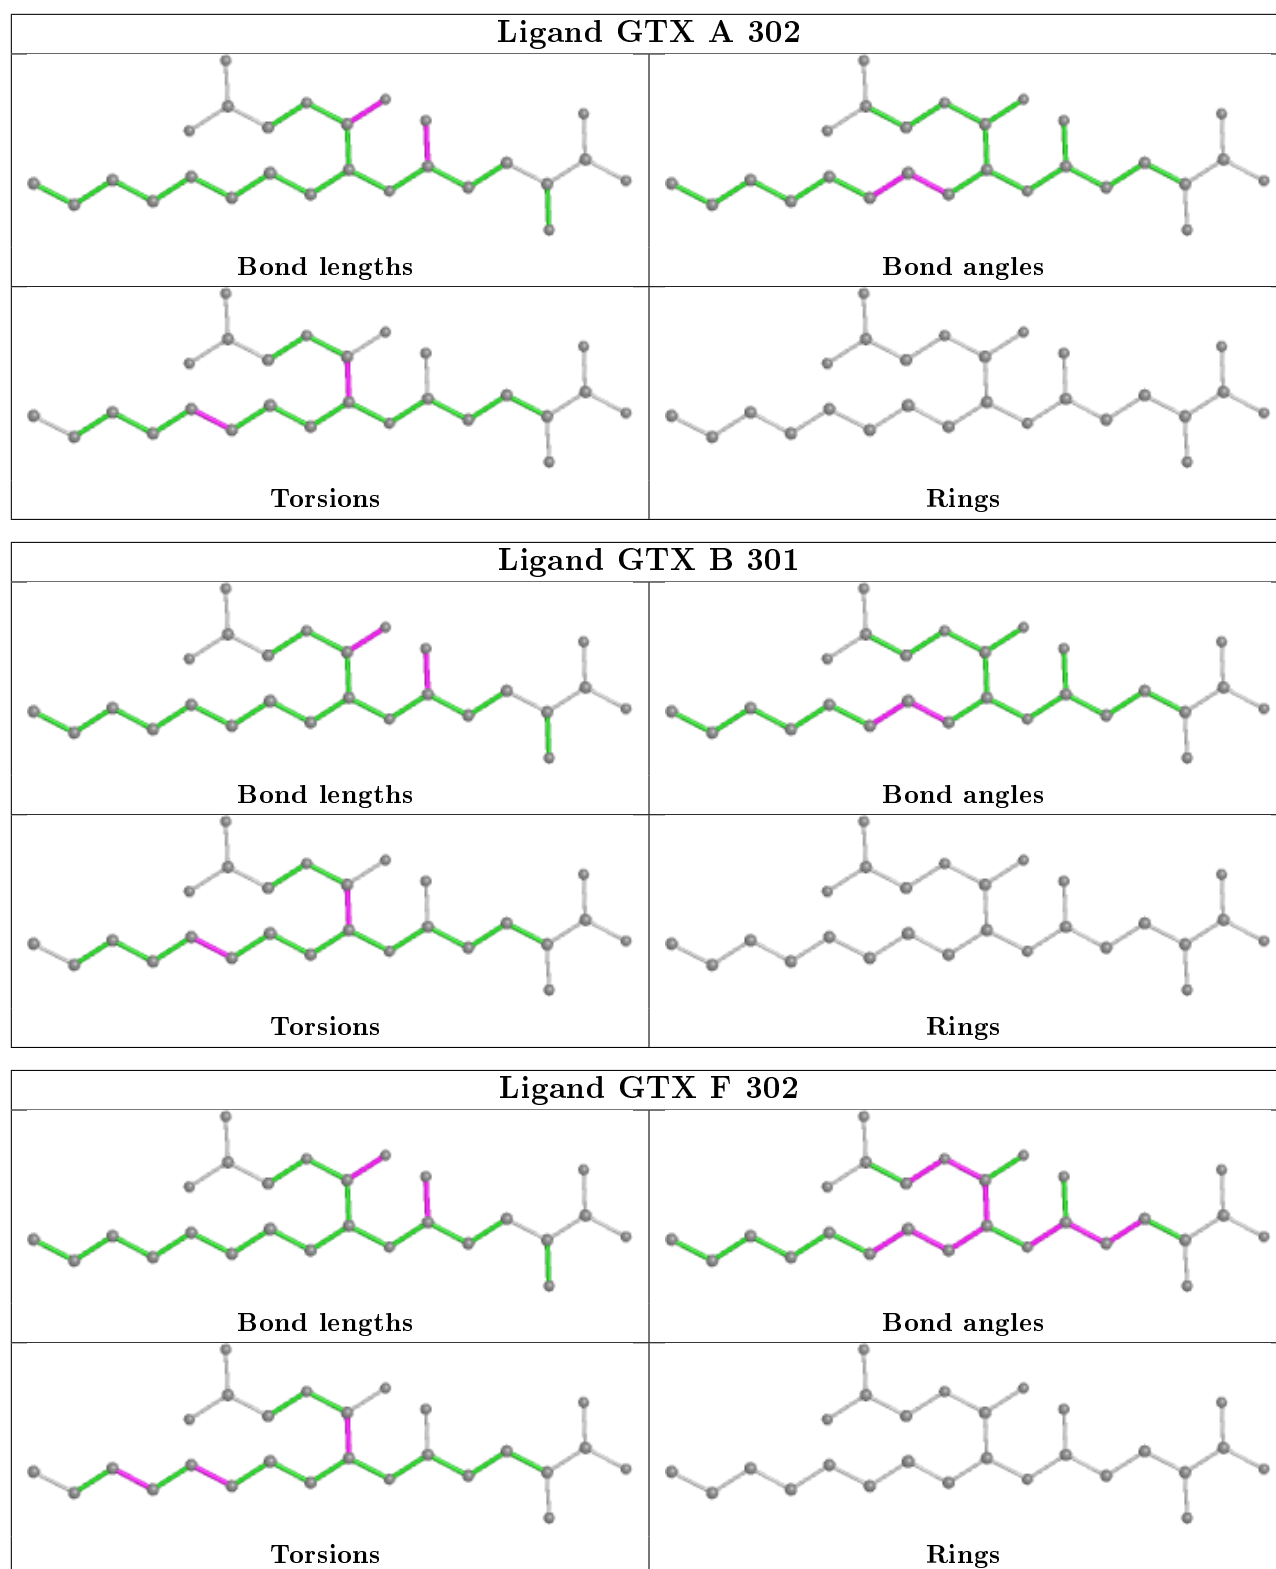 Ligand GTX A 302
Bond lengths
Bond angles
Torsions
Rings
Ligand GTX B 301
Bond lengths
Bond angles
Torsions
Rings
Ligand GTX F 302
Bond lengths
Bond angles
Torsions
Rings